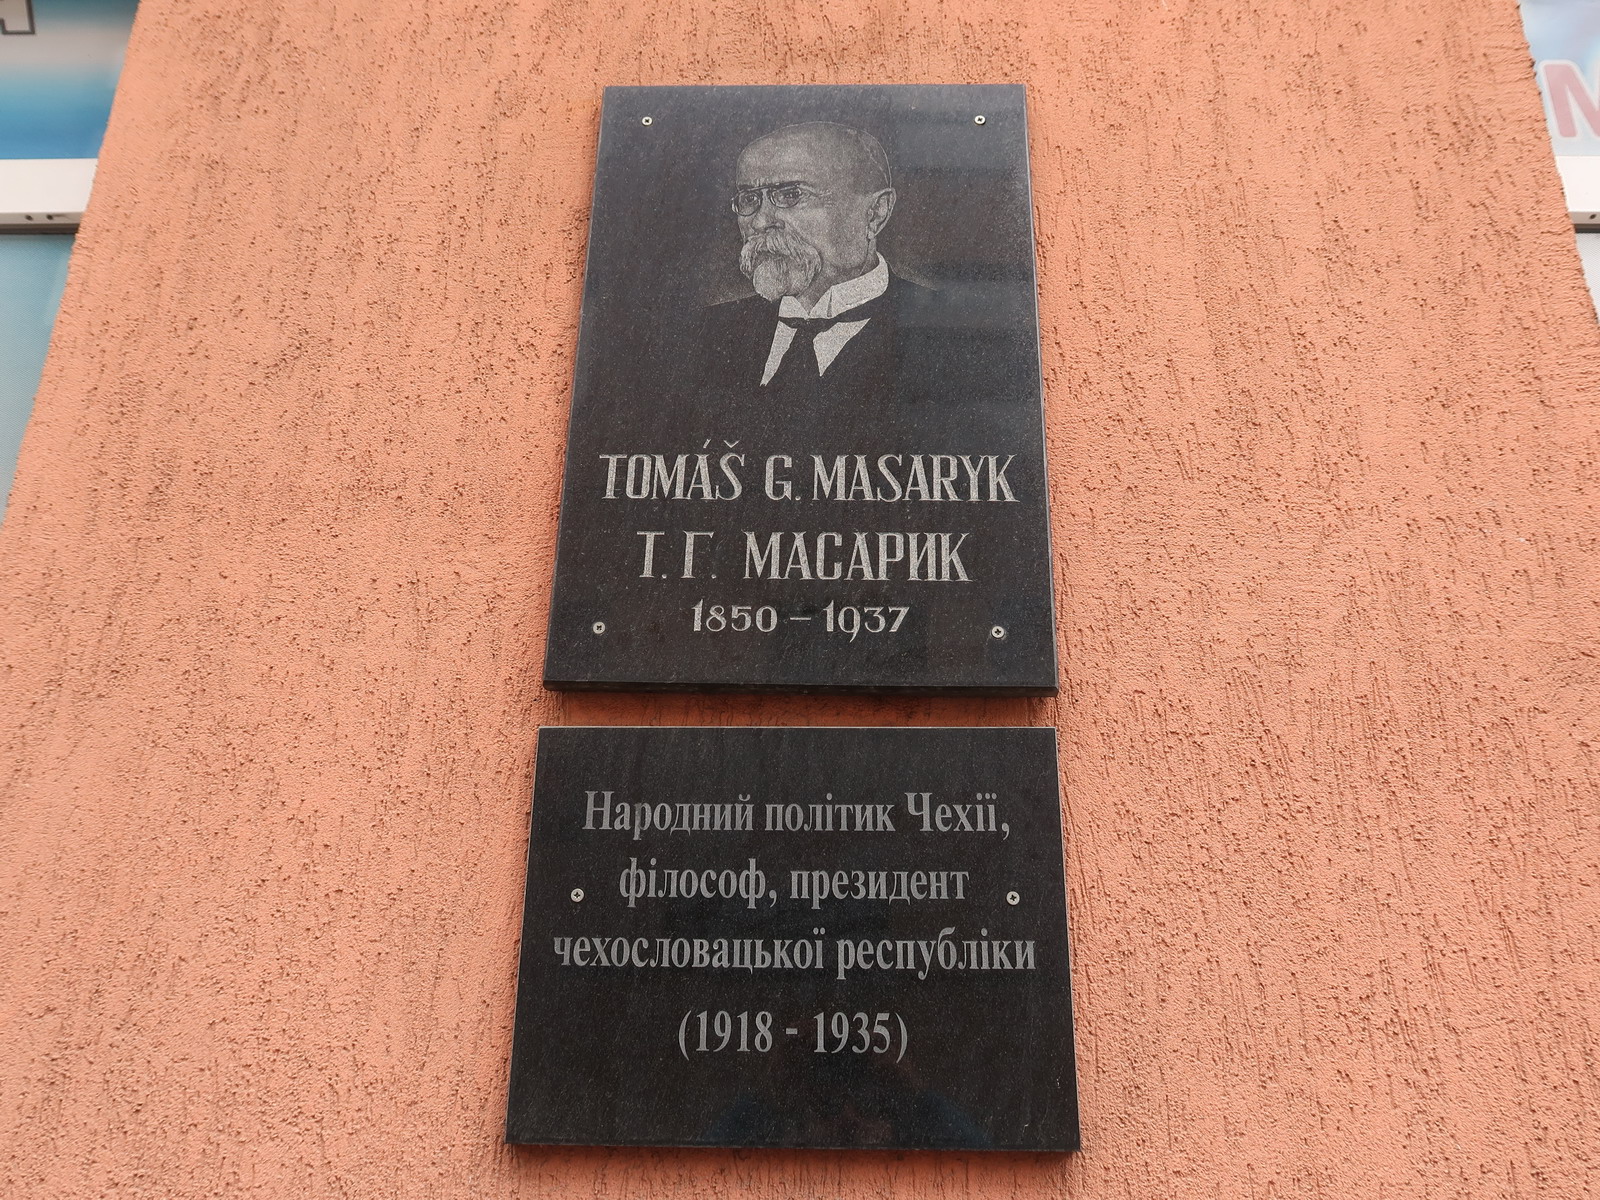 TOMÁŠ G. MASARYK
Т. Г. МАСАРИК
1850 – 1937
Народний політик Чехії,
філософ, президент
чехословацької республіки
(1918 - 1935)